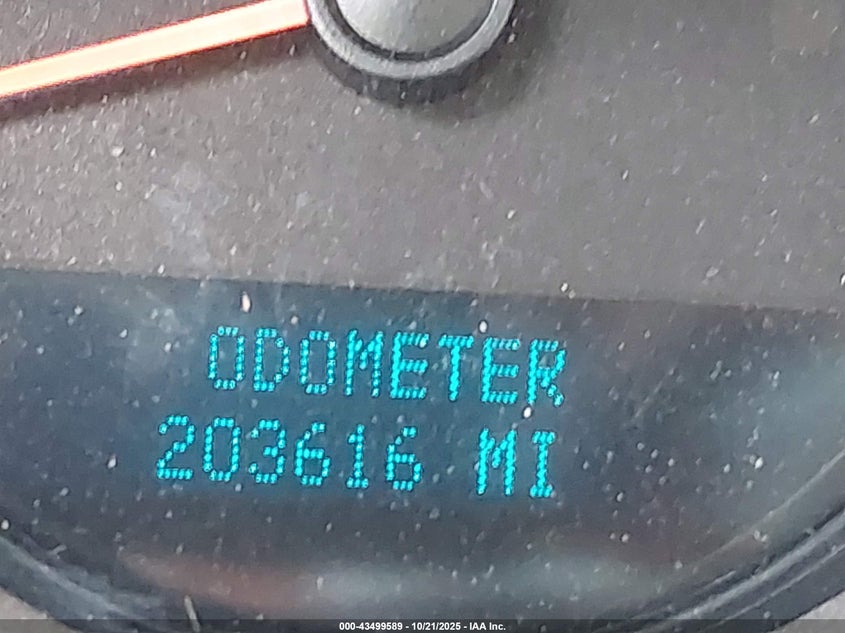 ODOMETER
203616 MI
000-43499589 - 10/21/2025 - IAA Inc.